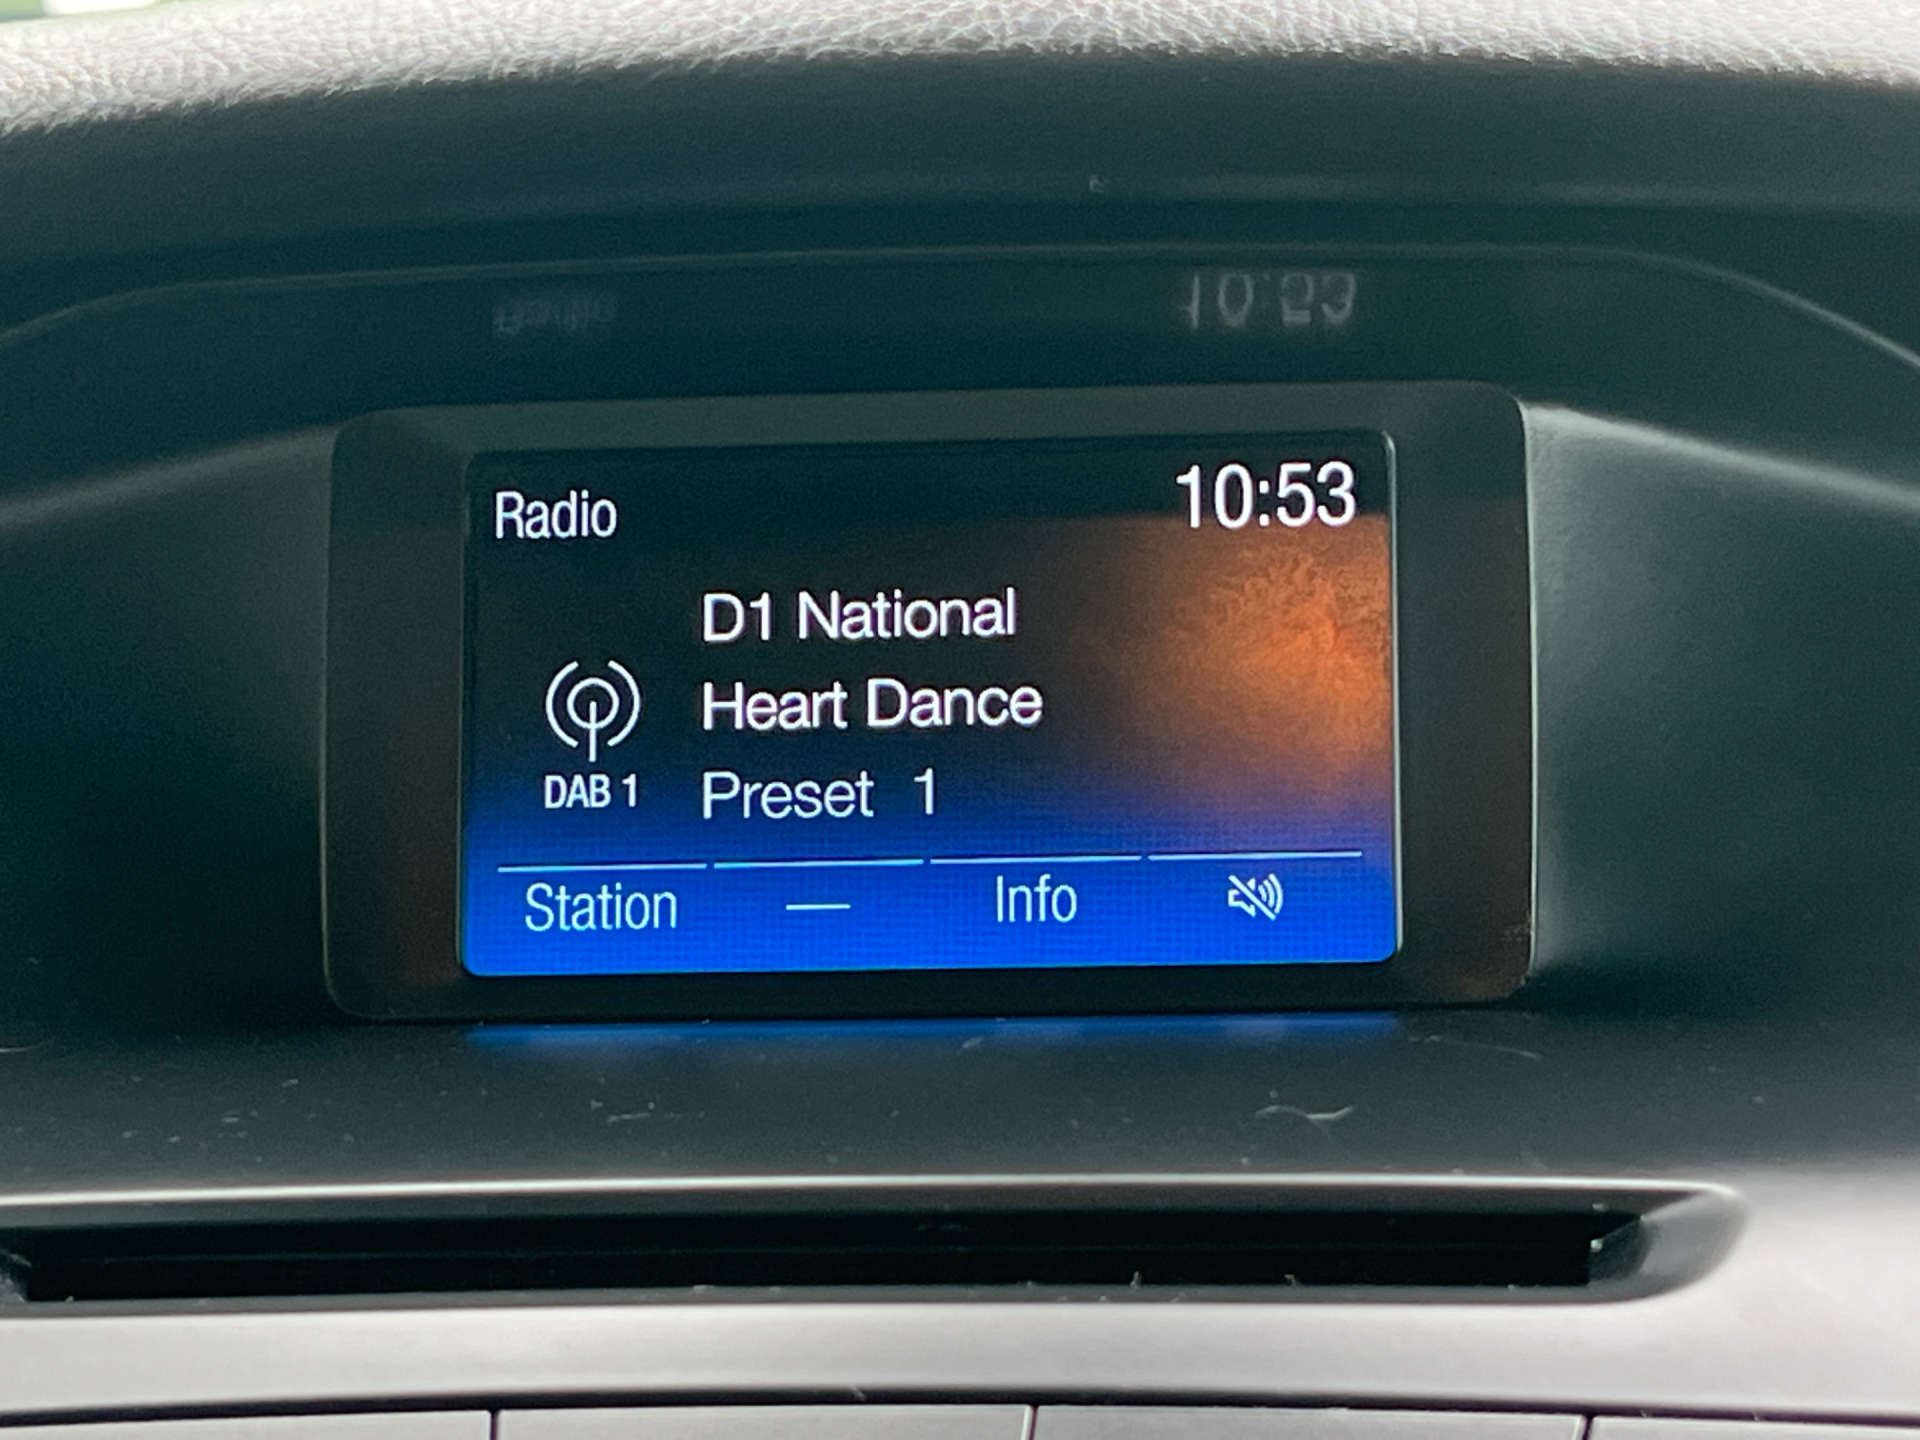 Radio 10:53
D1 National
Heart Dance
DAB 1 Preset 1
Station — Info